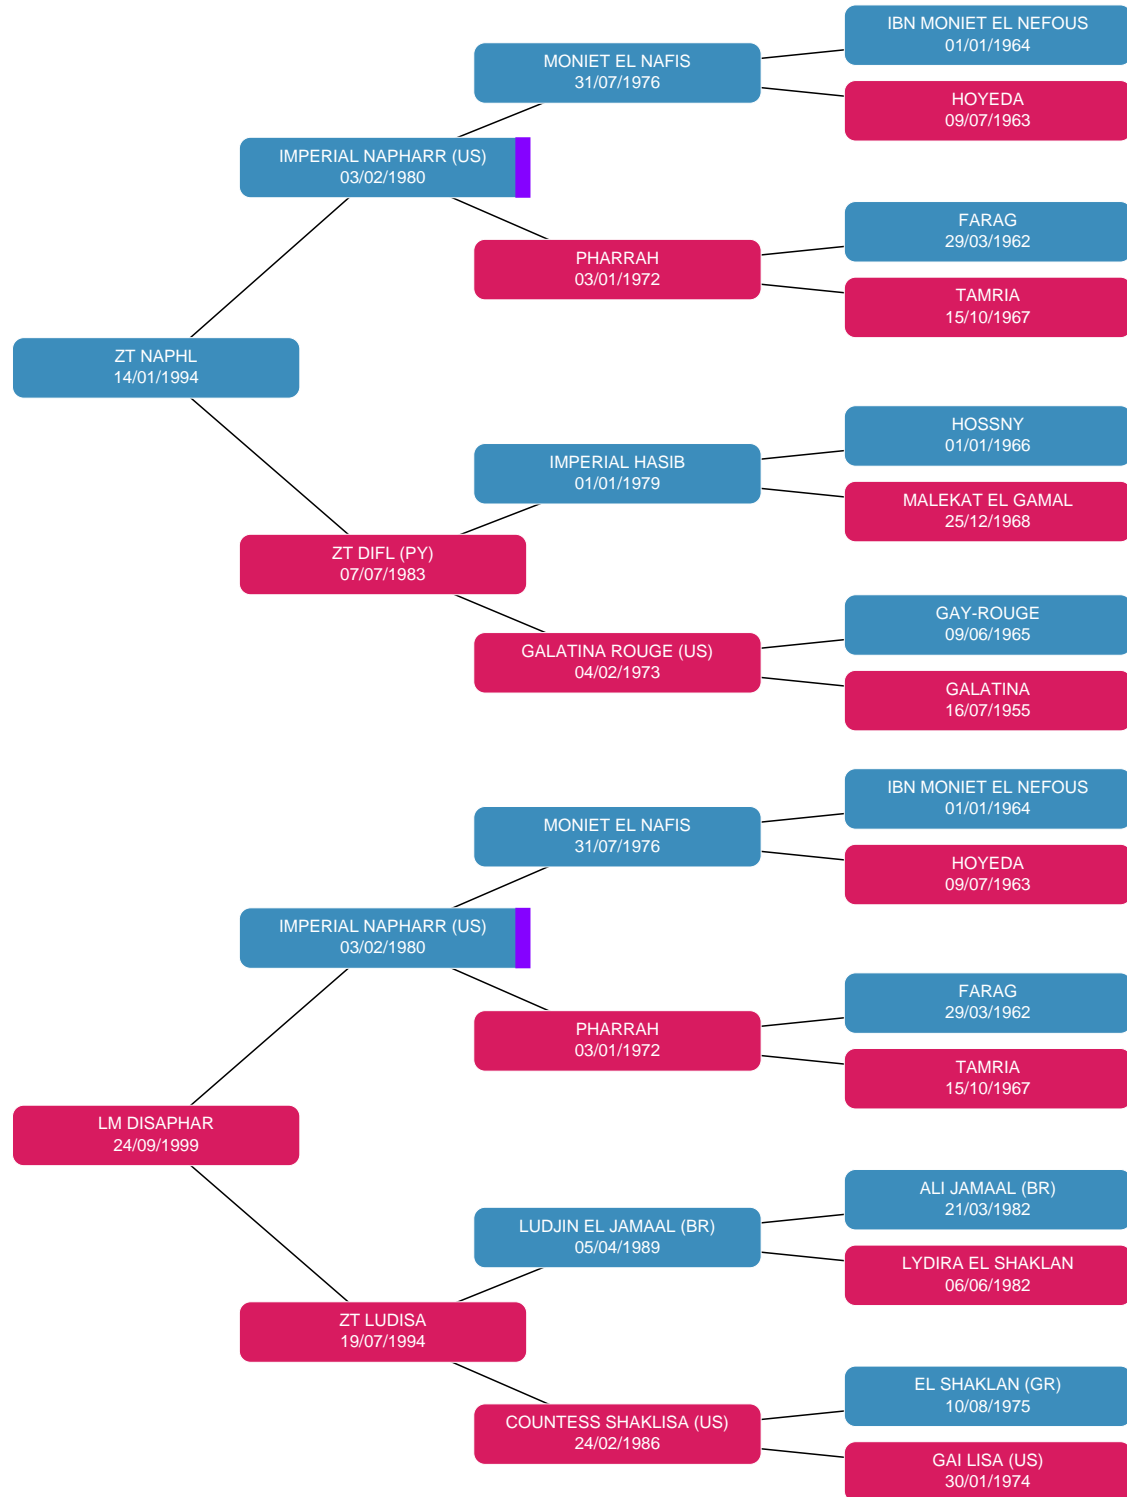 IBN MONIET EL NEFOUS
01/01/1964
MONIET EL NAFIS
31/07/1976
HOYEDA
09/07/1963
IMPERIAL NAPHARR (US)
03/02/1980
FARAG
29/03/1962
PHARRAH
03/01/1972
TAMRIA
15/10/1967
ZT NAPHL
14/01/1994
HOSSNY
01/01/1966
IMPERIAL HASIB
01/01/1979
MALEKAT EL GAMAL
25/12/1968
ZT DIFL (PY)
07/07/1983
GAY-ROUGE
09/06/1965
GALATINA ROUGE (US)
04/02/1973
GALATINA
16/07/1955
IBN MONIET EL NEFOUS
01/01/1964
MONIET EL NAFIS
31/07/1976
HOYEDA
09/07/1963
IMPERIAL NAPHARR (US)
03/02/1980
FARAG
29/03/1962
PHARRAH
03/01/1972
TAMRIA
15/10/1967
LM DISAPHAR
24/09/1999
ALI JAMAAL (BR)
21/03/1982
LUDJIN EL JAMAAL (BR)
05/04/1989
LYDIRA EL SHAKLAN
06/06/1982
ZT LUDISA
19/07/1994
EL SHAKLAN (GR)
10/08/1975
COUNTESS SHAKLISA (US)
24/02/1986
GAI LISA (US)
30/01/1974